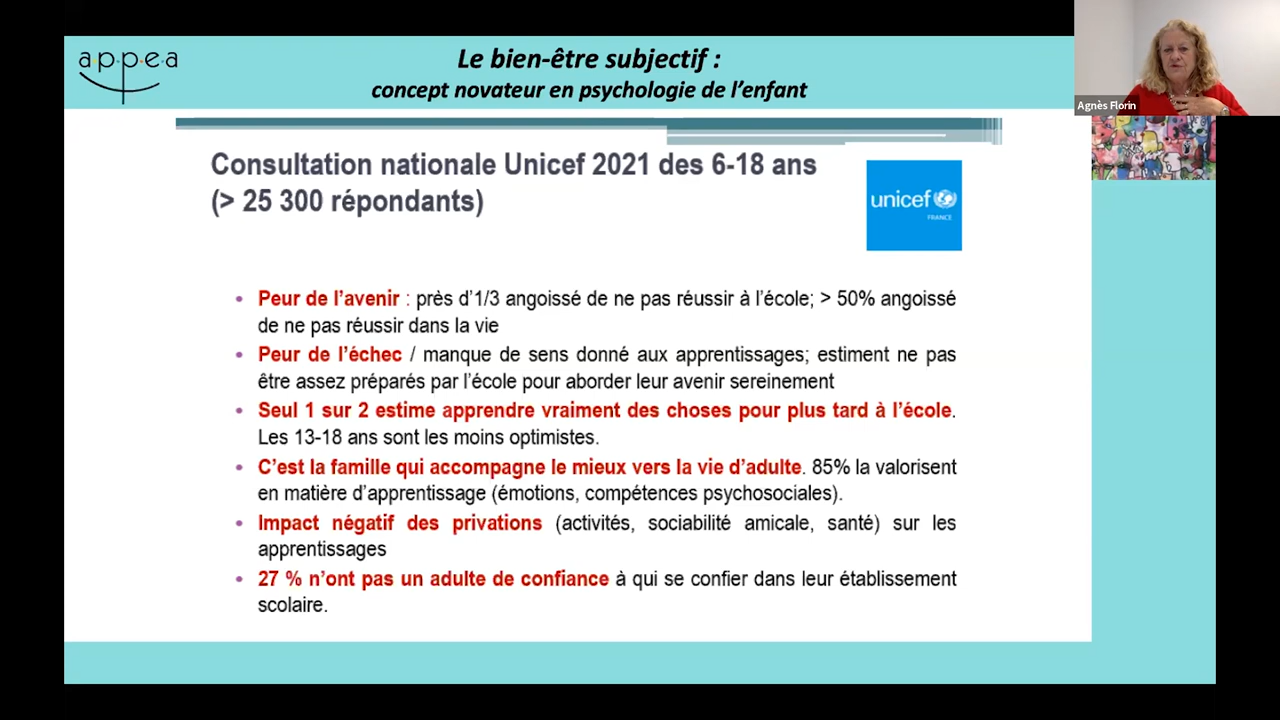 a.p.p.e.a
Le bien-être subjectif :
concept novateur en psychologie de l'enfant
Agnès Florin
Consultation nationale Unicef 2021 des 6-18 ans
(> 25 300 répondants)
unicef
FRANCE
• Peur de l'avenir : près d'1/3 angoissé de ne pas réussir à l'école; > 50% angoissé
de ne pas réussir dans la vie
• Peur de l'échec / manque de sens donné aux apprentissages; estiment ne pas
être assez préparés par l'école pour aborder leur avenir sereinement
• Seul 1 sur 2 estime apprendre vraiment des choses pour plus tard à l'école.
Les 13-18 ans sont les moins optimistes.
• C'est la famille qui accompagne le mieux vers la vie d'adulte. 85% la valorisent
en matière d'apprentissage (émotions, compétences psychosociales).
• Impact négatif des privations (activités, sociabilité amicale, santé) sur les
apprentissages
• 27 % n'ont pas un adulte de confiance à qui se confier dans leur établissement
scolaire.